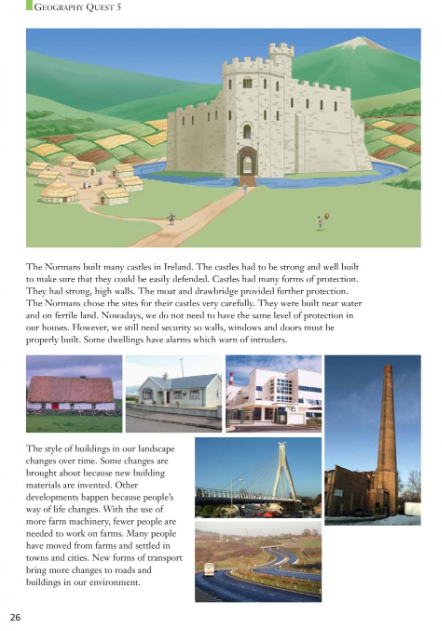 Geography Quest 5
The Normans built many castles in Ireland. The castles had to be strong and well built
to make sure that they could be easily defended. Castles had many forms of protection.
They had strong, high walls. The moat and drawbridge provided further protection.
The Normans chose the sites for their castles very carefully. They were built near water
and on fertile land. Nowadays, we do not need to have the same level of protection in
our houses. However, we still need security so walls, windows and doors must be
properly built. Some dwellings have alarms which warn of intruders.
The style of buildings in our landscape
changes over time. Some changes are
brought about because new building
materials are invented. Other
developments happen because people's
way of life changes. With the use of
more farm machinery, fewer people are
needed to work on farms. Many people
have moved from farms and settled in
towns and cities. New forms of transport
bring more changes to roads and
buildings in our environment.
26